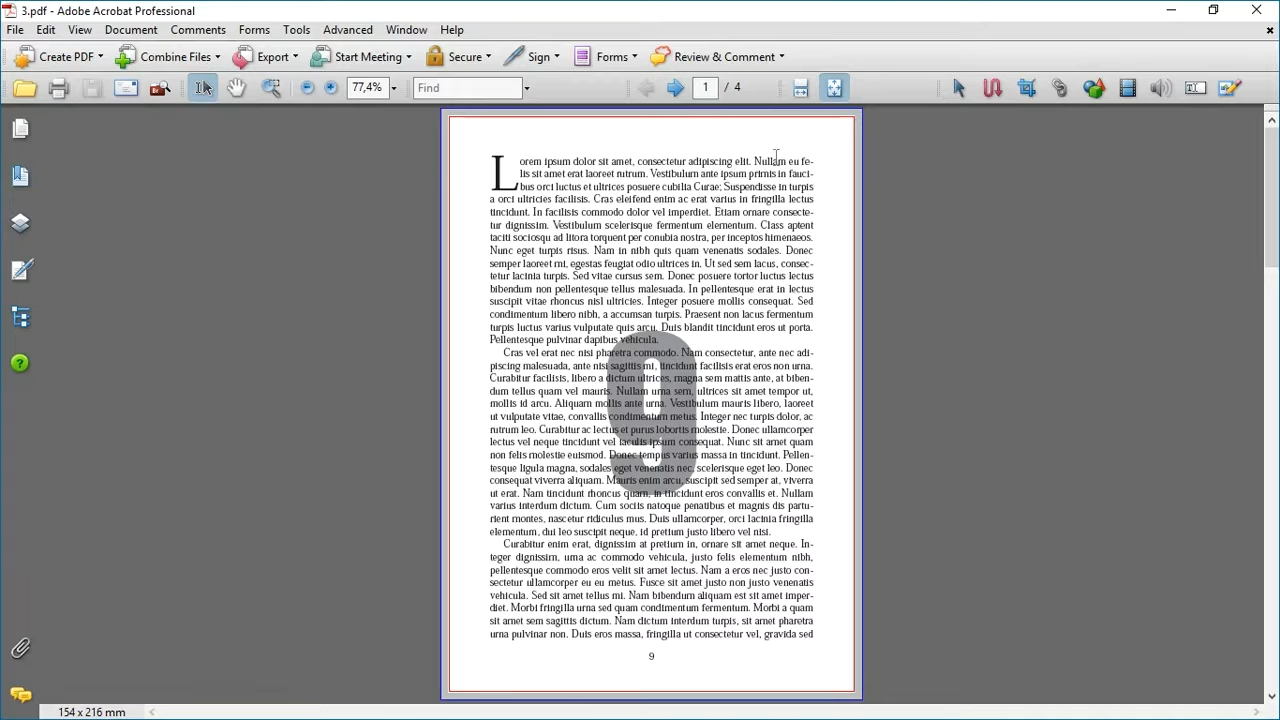 3.pdf - Adobe Acrobat Professional
File Edit View Document Comments Forms Tools Advanced Window Help
Create PDF Combine Files Export Start Meeting Secure Sign Forms Review & Comment
77,4% Find 1 / 4
Lorem ipsum dolor sit amet, consectetur adipiscing elit. Nullam eu fe-
lis sit amet erat laoreet rutrum. Vestibulum ante ipsum primis in fauci-
bus orci luctus et ultrices posuere cubilia Curae; Suspendisse in turpis
a orci ultricies facilisis. Cras eleifend enim ac erat varius in fringilla lectus
tincidunt. In facilisis commodo dolor vel imperdiet. Etiam ornare consecte-
tur dignissim. Vestibulum scelerisque fermentum elementum. Class aptent
taciti sociosqu ad litora torquent per conubia nostra, per inceptos himenaeos.
Nunc eget turpis risus. Nam in nibh quis quam venenatis sodales. Donec
semper laoreet mi, egestas feugiat odio ultrices in. Ut sed sem lacus, consec-
tetur lacinia turpis. Sed vitae cursus sem. Donec posuere tortor luctus lectus
bibendum non pellentesque tellus malesuada. In pellentesque erat in lectus
suscipit vitae rhoncus nisl ultricies. Integer posuere mollis consequat. Sed
condimentum libero nibh, a accumsan turpis. Praesent non lacus fermentum
turpis luctus varius vulputate quis arcu. Duis blandit tincidunt eros ut porta.
Pellentesque pulvinar dapibus vehicula.
Cras vel erat nec nisi pharetra commodo. Nam consectetur, ante nec adi-
piscing malesuada, ante nisi sagittis mi, tincidunt facilisis erat eros non urna.
Curabitur facilisis, libero a dictum ultrices, magna sem mattis ante, at biben-
dum tellus quam vel mauris. Nullam urna sem, ultrices sit amet tempor ut,
mollis id arcu. Aliquam mollis ante urna. Vestibulum mauris libero, laoreet
ut vulputate vitae, convallis condimentum metus. Integer nec turpis dolor, ac
rutrum leo. Curabitur ac lectus et purus lobortis molestie. Donec ullamcorper
lectus vel neque tincidunt vel iaculis ipsum consequat. Nunc sit amet quam
non felis molestie euismod. Donec tempus varius massa in tincidunt. Pellen-
tesque ligula magna, sodales eget venenatis nec, scelerisque eget leo. Donec
consequat viverra aliquam. Mauris enim arcu, suscipit sed semper at, viverra
ut erat. Nam tincidunt rhoncus quam, in tincidunt eros convallis et. Nullam
varius interdum dictum. Cum sociis natoque penatibus et magnis dis partu-
rient montes, nascetur ridiculus mus. Duis ullamcorper, orci lacinia fringilla
elementum, dui leo suscipit neque, id pretium justo libero vel nisi.
Curabitur enim erat, dignissim at pretium in, ornare sit amet neque. In-
teger dignissim, urna ac commodo vehicula, justo felis elementum nibh,
pellentesque commodo eros velit sit amet lectus. Nam a eros nec justo con-
sectetur ullamcorper eu eu metus. Fusce sit amet justo non justo venenatis
vehicula. Sed sit amet tellus mi. Nam bibendum aliquam est sit amet imper-
diet. Morbi fringilla urna sed quam condimentum fermentum. Morbi a quam
sit amet sem sagittis dictum. Nam dictum interdum turpis, sit amet pharetra
urna pulvinar non. Duis eros massa, fringilla ut consectetur vel, gravida sed
9
9
154 x 216 mm